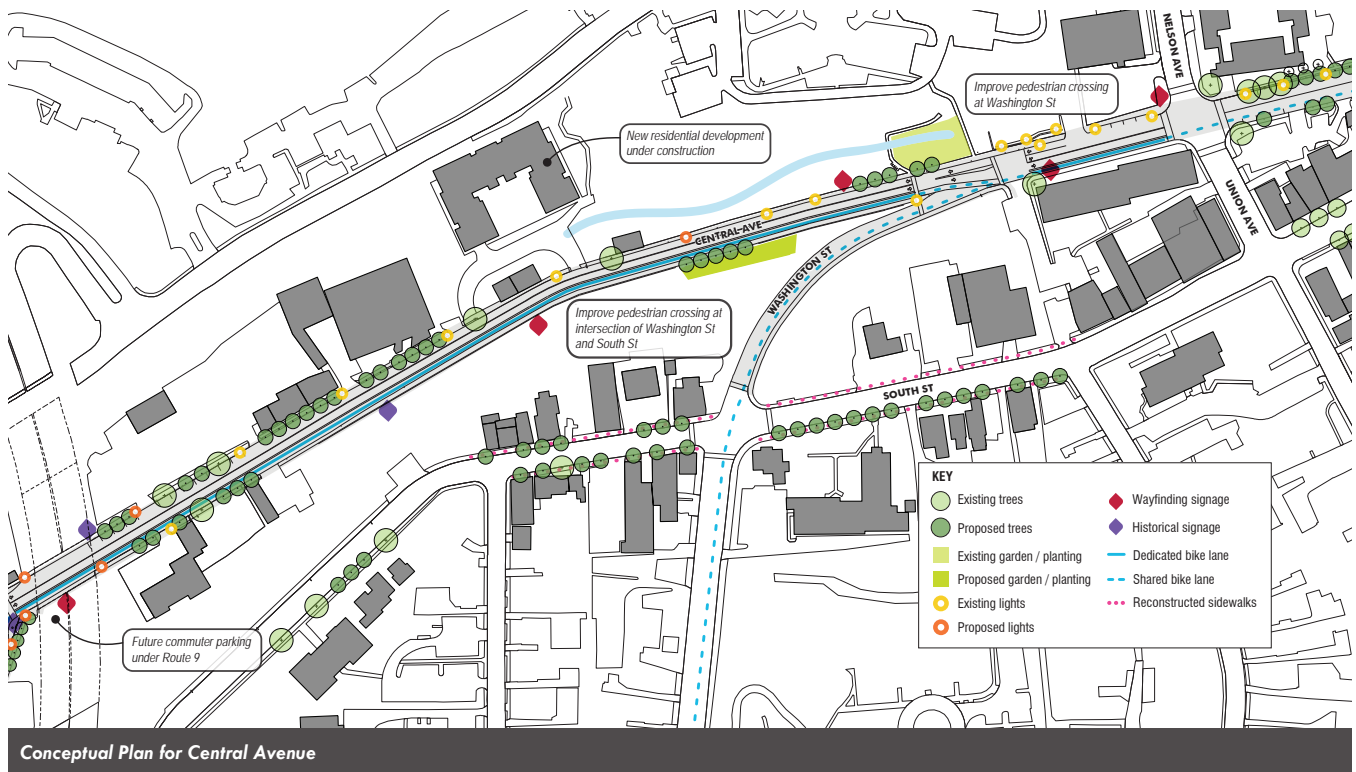 NELSON AVE
Improve pedestrian crossing
at Washington St
New residential development
under construction
CENTRAL AVE
WASHINGTON ST
UNION AVE
Improve pedestrian crossing at
intersection of Washington St
and South St
SOUTH ST
KEY
Existing trees
Proposed trees
Existing garden / planting
Proposed garden / planting
Existing lights
Proposed lights
Wayfinding signage
Historical signage
Dedicated bike lane
Shared bike lane
Reconstructed sidewalks
Future commuter parking
under Route 9
Conceptual Plan for Central Avenue